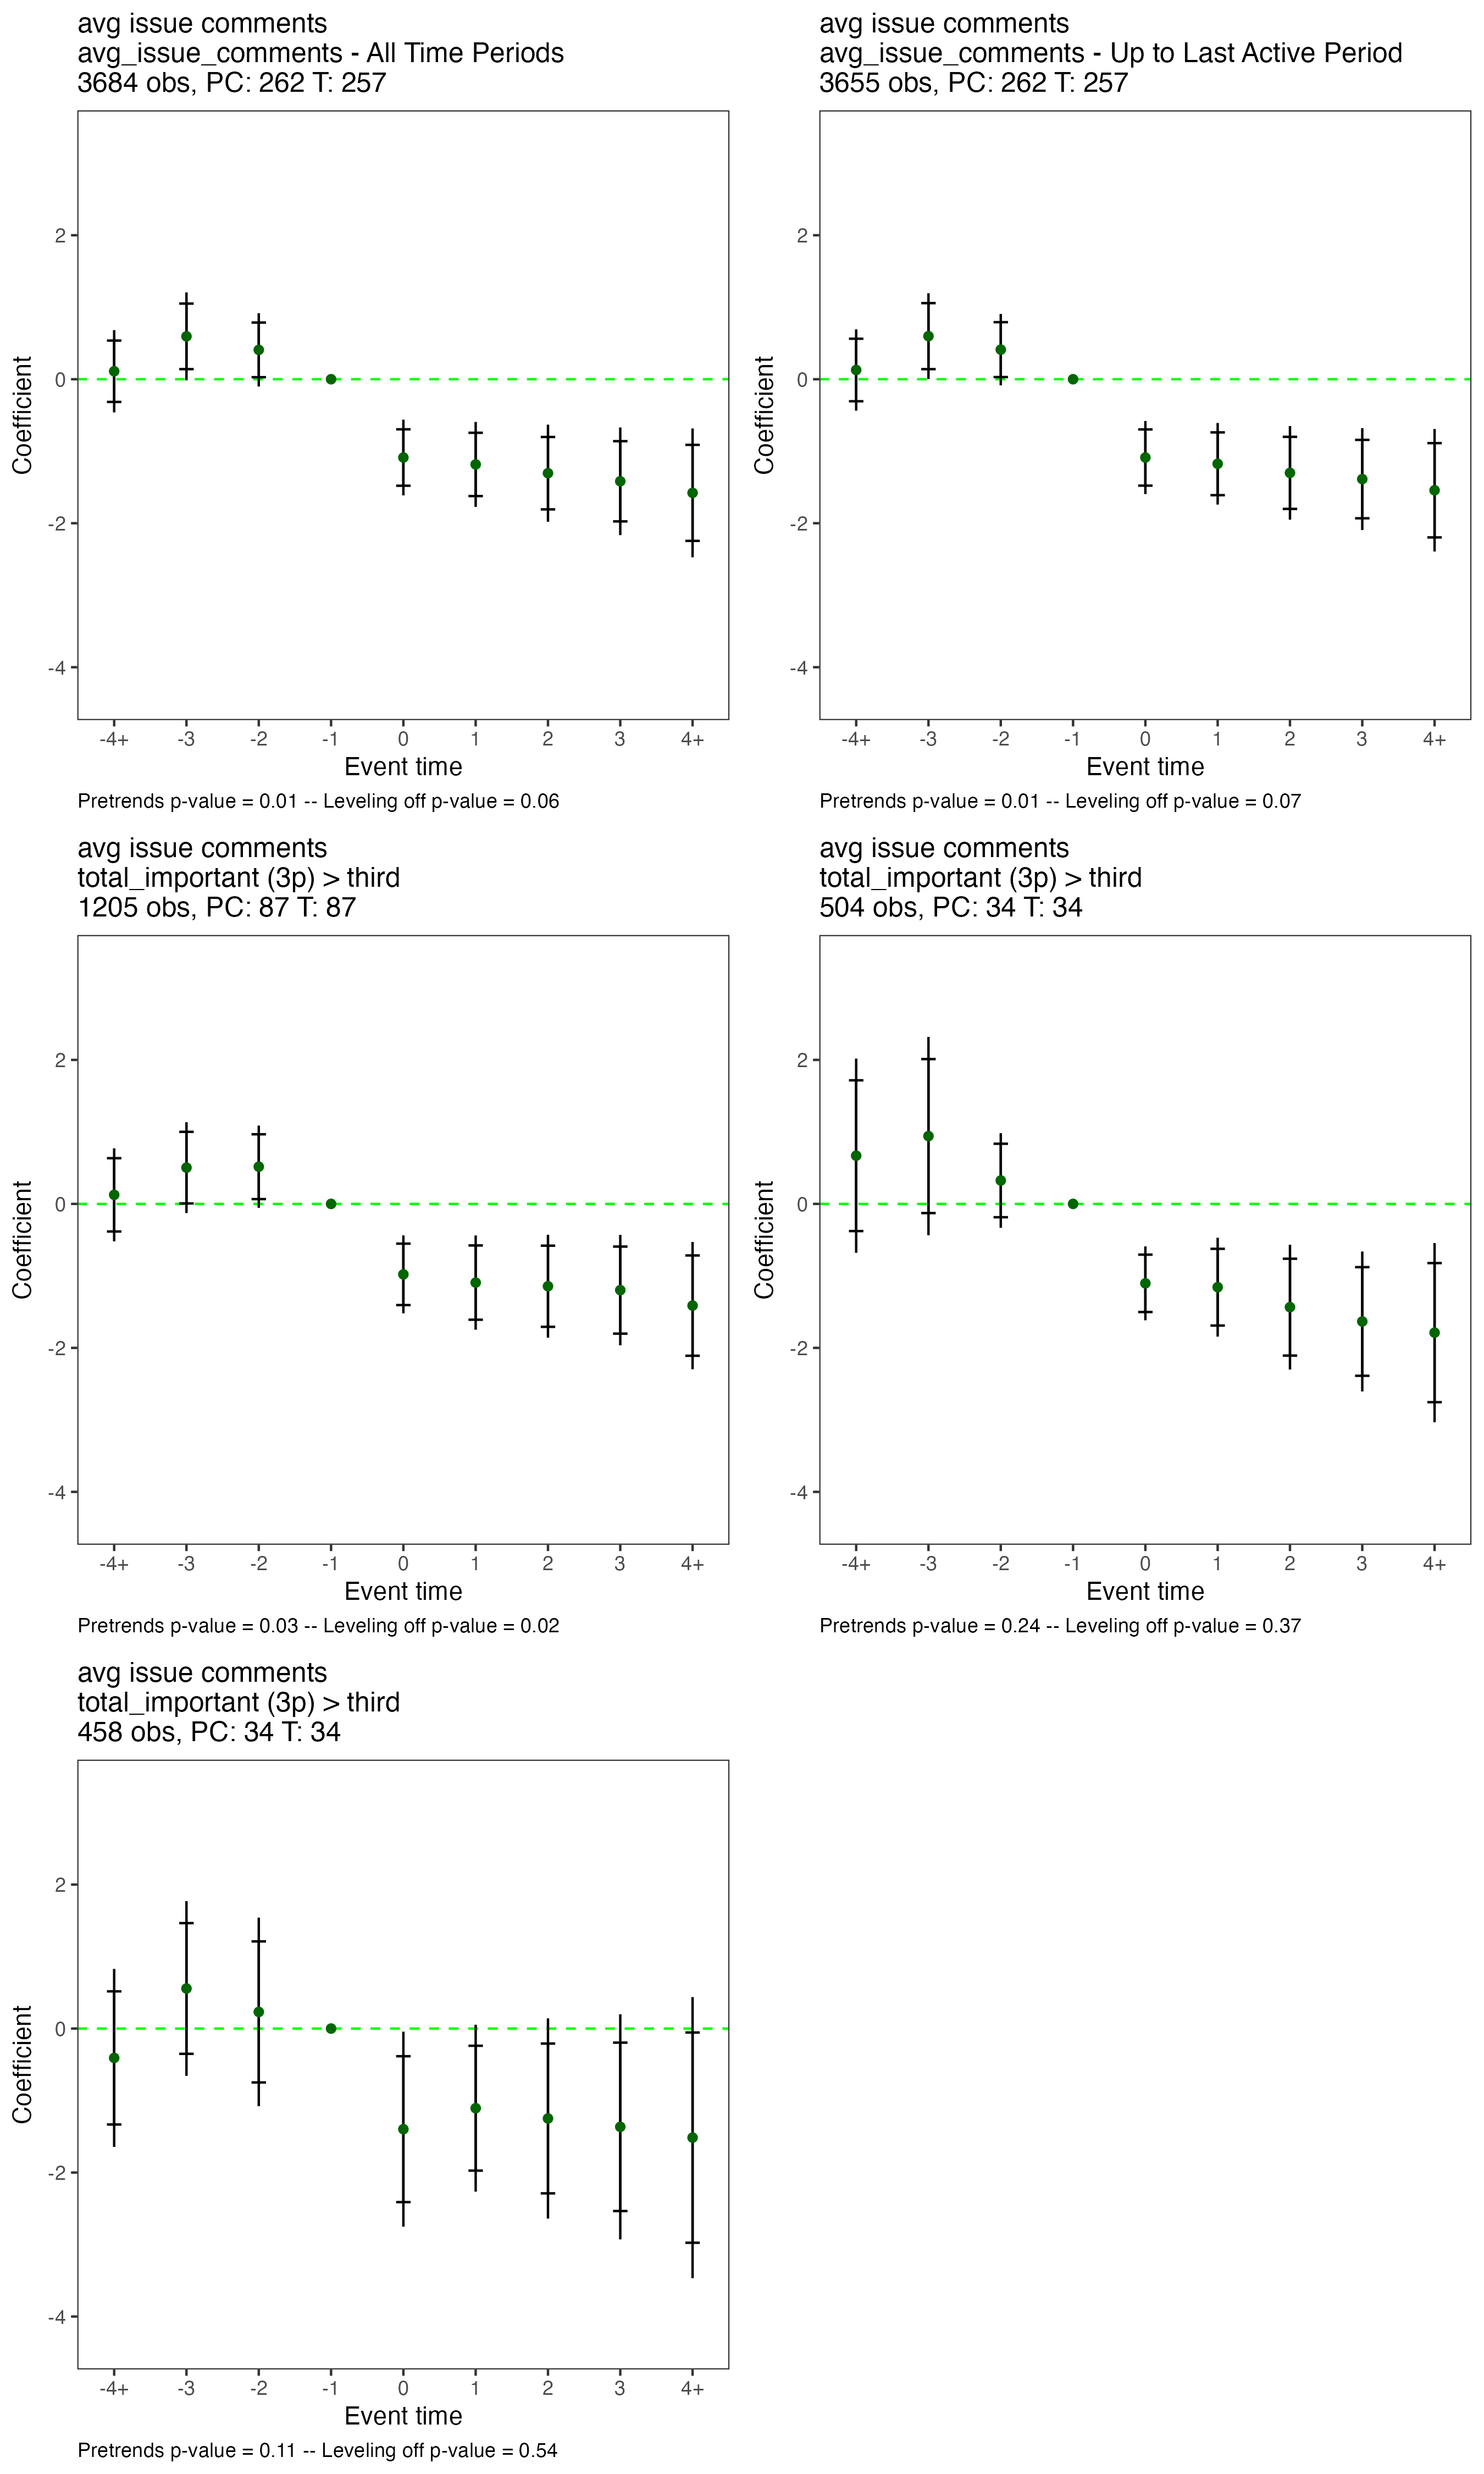 avg issue comments
avg_issue_comments - All Time Periods
3684 obs, PC: 262 T: 257
Coefficient
2
0
-2
-4
-4+ -3 -2 -1 0 1 2 3 4+
Event time
Pretrends p-value = 0.01 -- Leveling off p-value = 0.06
avg issue comments
avg_issue_comments - Up to Last Active Period
3655 obs, PC: 262 T: 257
Coefficient
2
0
-2
-4
-4+ -3 -2 -1 0 1 2 3 4+
Event time
Pretrends p-value = 0.01 -- Leveling off p-value = 0.07
avg issue comments
total_important (3p) > third
1205 obs, PC: 87 T: 87
Coefficient
2
0
-2
-4
-4+ -3 -2 -1 0 1 2 3 4+
Event time
Pretrends p-value = 0.03 -- Leveling off p-value = 0.02
avg issue comments
total_important (3p) > third
504 obs, PC: 34 T: 34
Coefficient
2
0
-2
-4
-4+ -3 -2 -1 0 1 2 3 4+
Event time
Pretrends p-value = 0.24 -- Leveling off p-value = 0.37
avg issue comments
total_important (3p) > third
458 obs, PC: 34 T: 34
Coefficient
2
0
-2
-4
-4+ -3 -2 -1 0 1 2 3 4+
Event time
Pretrends p-value = 0.11 -- Leveling off p-value = 0.54